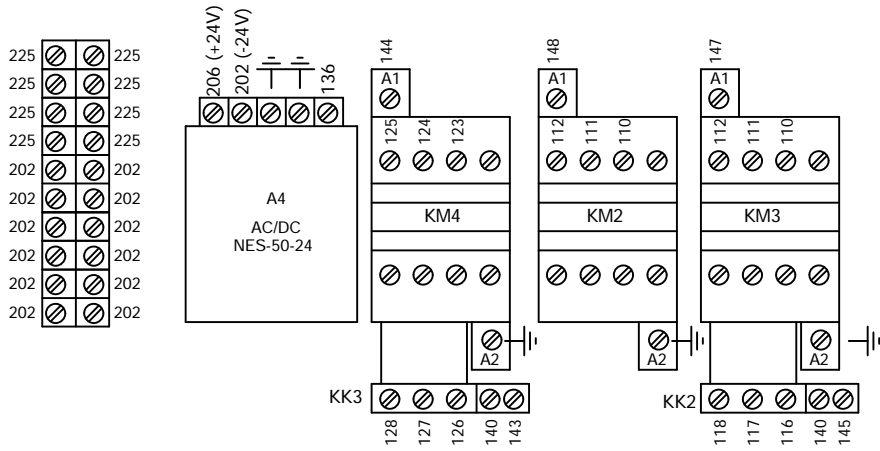 225 225
225 225
225 225
225 225
202 202
202 202
202 202
202 202
202 202
202 202
206 (+24V)
202 (-24V)
136
A4
AC/DC
NES-50-24
144
A1
125 124 123
KM4
A2
KK3
128 127 126 140 143
148
A1
112 111 110
KM2
A2
147
A1
112 111 110
KM3
A2
KK2
118 117 116 140 145